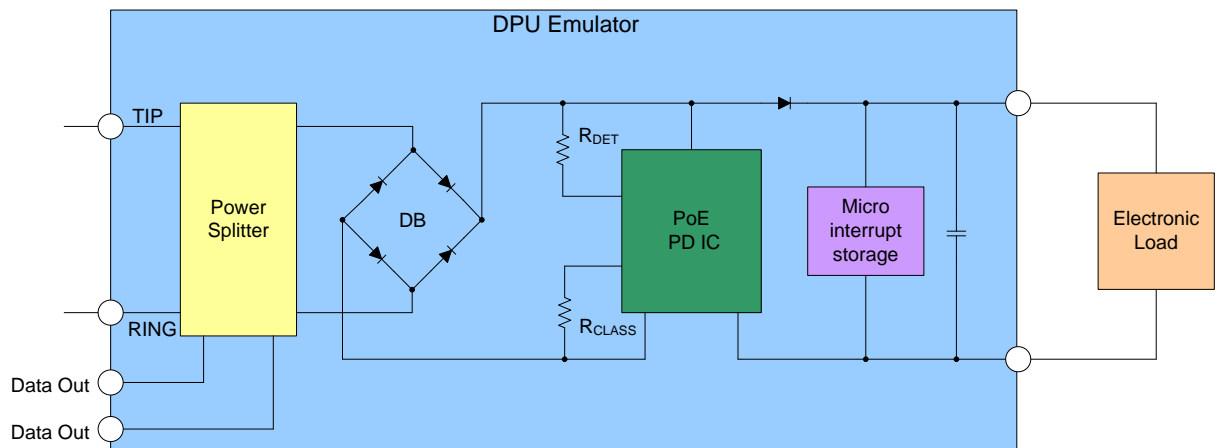 DPU Emulator
TIP
Power
Splitter
RING
Data Out
Data Out
DB
RDET
RCLASS
PoE
PD IC
Micro
interrupt
storage
Electronic
Load